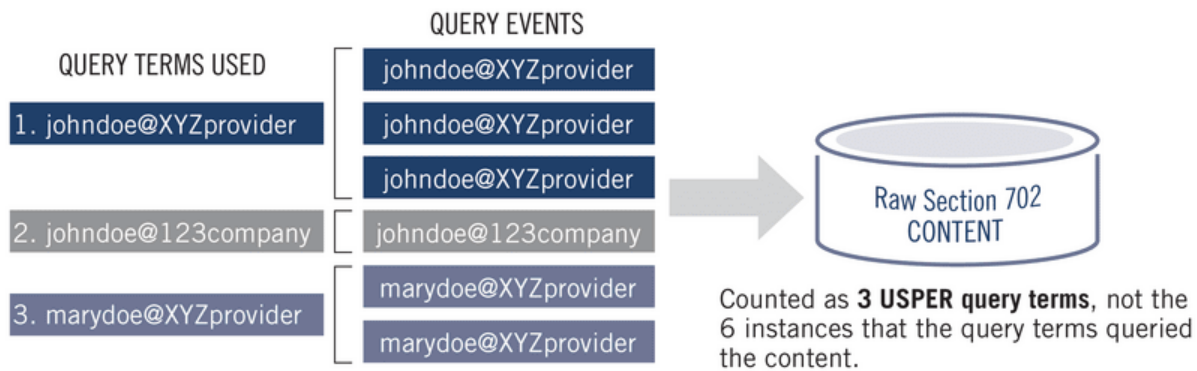 QUERY TERMS USED
1. johndoe@XYZprovider
2. johndoe@123company
3. marydoe@XYZprovider
QUERY EVENTS
johndoe@XYZprovider
johndoe@XYZprovider
johndoe@XYZprovider
johndoe@123company
marydoe@XYZprovider
marydoe@XYZprovider
Raw Section 702
CONTENT
Counted as 3 USPER query terms, not the
6 instances that the query terms queried
the content.